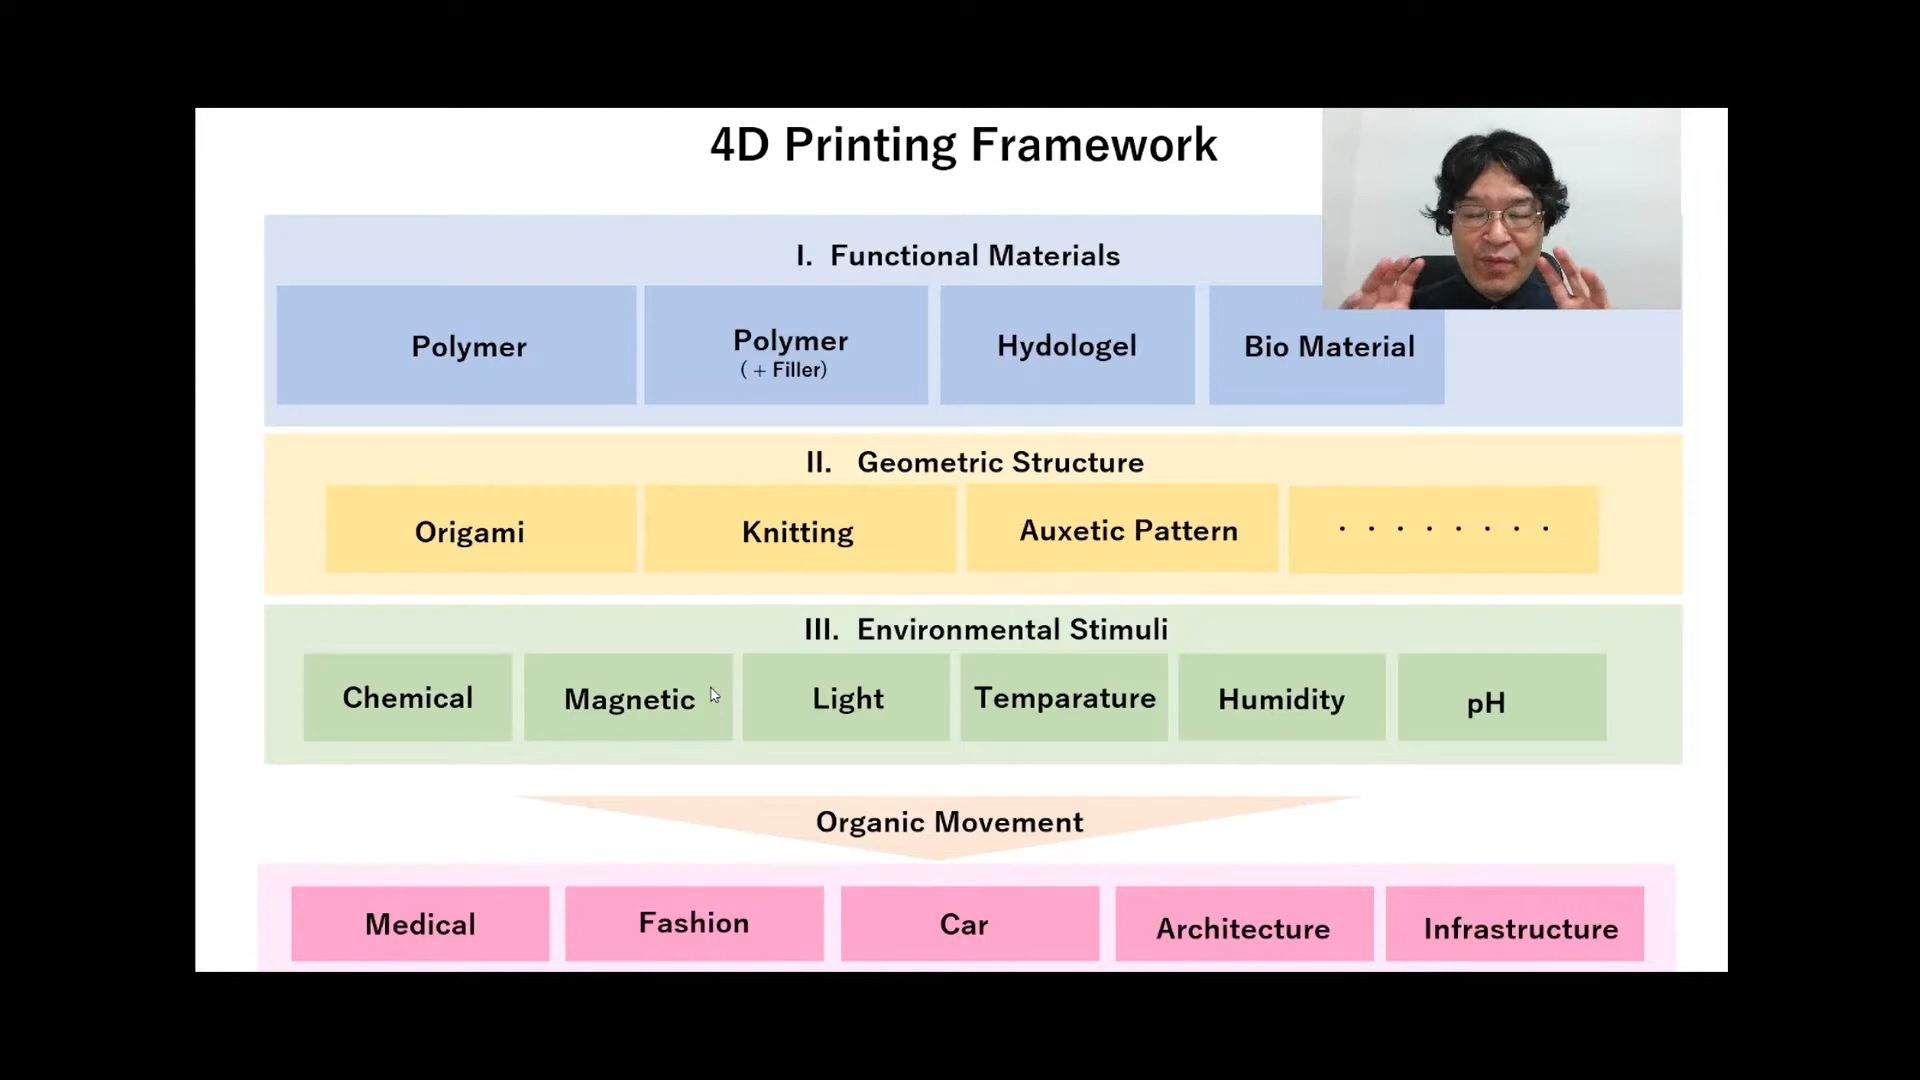 4D Printing Framework
I. Functional Materials
Polymer
Polymer
( + Filler)
Hydologel
Bio Material
II. Geometric Structure
Origami
Knitting
Auxetic Pattern
· · · · · · · ·
III. Environmental Stimuli
Chemical
Magnetic
Light
Temparature
Humidity
pH
Organic Movement
Medical
Fashion
Car
Architecture
Infrastructure